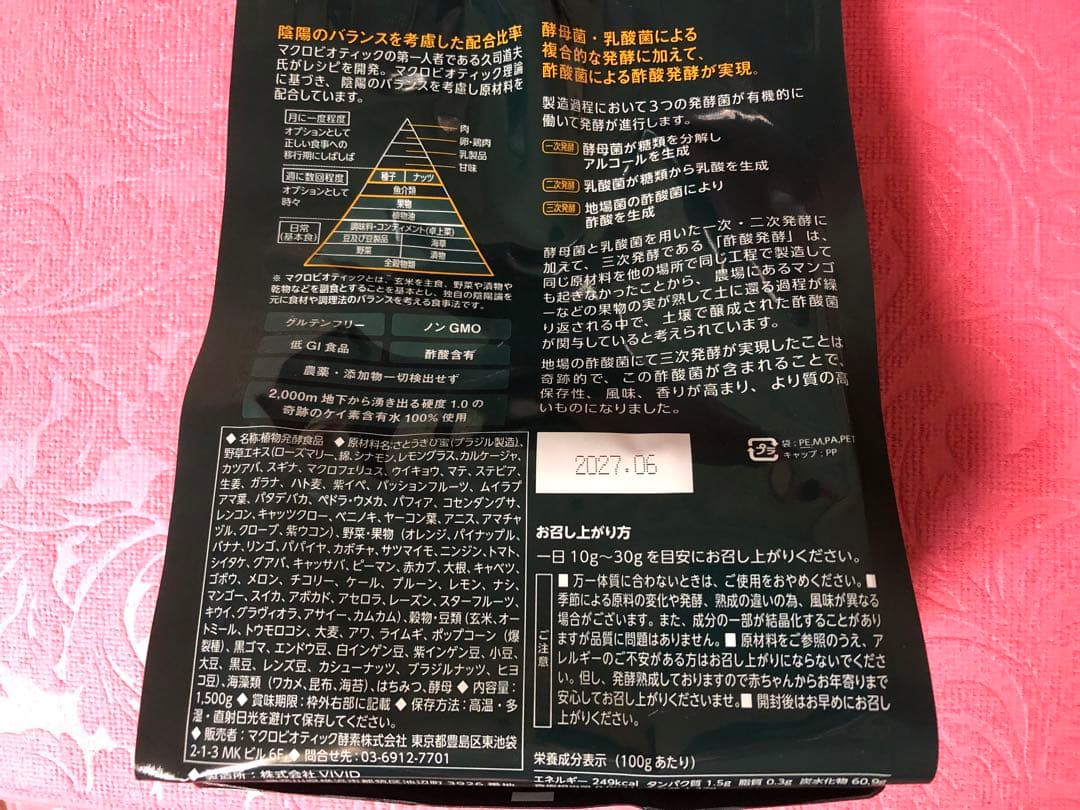 陰陽のバランスを考慮した配合比率
マクロビオティックの第一人者である久司道夫
氏がレシピを開発。マクロビオティック理論
に基づき、陰陽のバランスを考慮し原材料を
配合しています。
月に一度程度
オプションとして
正しい食事への
移行期にしばしば
週に数回程度
オプションとして
時々
日常
(基本食)
肉
卵・鶏肉
乳製品
甘味
種子 ナッツ
魚介類
果物
植物油
調味料・コンディメント(卓上菜)
豆及び豆製品 海草
野菜 漬物
全穀物類
※ マクロビオティックとは、玄米を主食、野菜や漬物や
乾物などを副食とすることを基本とし、独自の陰陽論を
元に食材や調理法のバランスを考える食事法です。
グルテンフリー
ノン GMO
低 GI 食品
酢酸含有
農薬・添加物一切検出せず
2,000m 地下から湧き出る硬度 1.0 の
奇跡のケイ素含有水 100% 使用
◆ 名称:植物発酵食品 ◆ 原材料名:さとうきび蜜(ブラジル製造)、
野草エキス(ローズマリー、綿、シナモン、レモングラス、カルケージャ、
カツアバ、スギナ、マクロフェリュス、ウイキョウ、マテ、ステビア、
生姜、ガラナ、ハト麦、紫イペ、パッションフルーツ、ムイラプ
アマ葉、パタデバカ、ペドラ・ウメカ、パフィア、コセンダングサ、
レンコン、キャッツクロー、ベニノキ、ヤーコン葉、アニス、アマチャ
ヅル、クローブ、紫ウコン)、野菜・果物(オレンジ、パイナップル、
バナナ、リンゴ、パパイヤ、カボチャ、サツマイモ、ニンジン、トマト、
シイタケ、グアバ、キャッサバ、ピーマン、赤カブ、大根、キャベツ、
ゴボウ、メロン、チコリー、ケール、プルーン、レモン、ナシ、
マンゴー、スイカ、アボカド、アセロラ、レーズン、スターフルーツ、
キウイ、グラヴィオラ、アサイー、カムカム)、穀物・豆類(玄米、オー
トミール、トウモロコシ、大麦、アワ、ライムギ、ポップコーン(爆
裂種)、黒ゴマ、エンドウ豆、白インゲン豆、紫インゲン豆、小豆、
大豆、黒豆、レンズ豆、カシューナッツ、ブラジルナッツ、ヒヨ
コ豆)、海藻類(ワカメ、昆布、海苔)、はちみつ、酵母 ◆ 内容量:
1,500g ◆ 賞味期限:枠外右部に記載 ◆ 保存方法:高温・多
湿・直射日光を避けて保存してください。
◆ 販売者:マクロビオティック酵素株式会社 東京都豊島区東池袋
2-1-3 MK ビル 6F ◆ 問合せ先:03-6912-7701
◆ 製造所:株式会社 VIVID
酵母菌・乳酸菌による
複合的な発酵に加えて、
酢酸菌による酢酸発酵が実現。
製造過程において3つの発酵菌が有機的に
働いて発酵が進行します。
一次発酵 酵母菌が糖類を分解し
アルコールを生成
二次発酵 乳酸菌が糖類から乳酸を生成
三次発酵 地場菌の酢酸菌により
酢酸を生成
酵母菌と乳酸菌を用いた一次・二次発酵に
加えて、三次発酵である「酢酸発酵」は、
同じ原材料を他の場所で同じ工程で製造して
も起きなかったことから、農場にあるマンゴ
ーなどの果物の実が熟して土に還る過程が繰
り返される中で、土壌で醸成された酢酸菌
が関与していると考えられています。
地場の酢酸菌にて三次発酵が実現したことは
奇跡的で、この酢酸菌が含まれることで、
保存性、風味、香りが高まり、より質の高
いものになりました。
2027.06
プラ
袋:PE,M,PA,PET
キャップ:PP
お召し上がり方
一日10g〜30gを目安にお召し上がりください。
ご注意
■ 万一体質に合わないときは、ご使用をおやめください。■
季節による原料の変化や発酵、熟成の違いの為、風味が異なる
場合がございます。また、成分の一部が結晶化することがあり
ますが品質に問題はありません。■ 原材料をご参照のうえ、ア
レルギーのご不安がある方はお召し上がりにならないでくださ
い。但し、発酵熟成しておりますので赤ちゃんからお年寄りまで
安心してお召し上がりくださいませ。■ 開封後はお早めにお召し
上がりください。
栄養成分表示(100gあたり)
エネルギー 249kcal タンパク質 1.5g 脂質 0.3g 炭水化物 60.9g